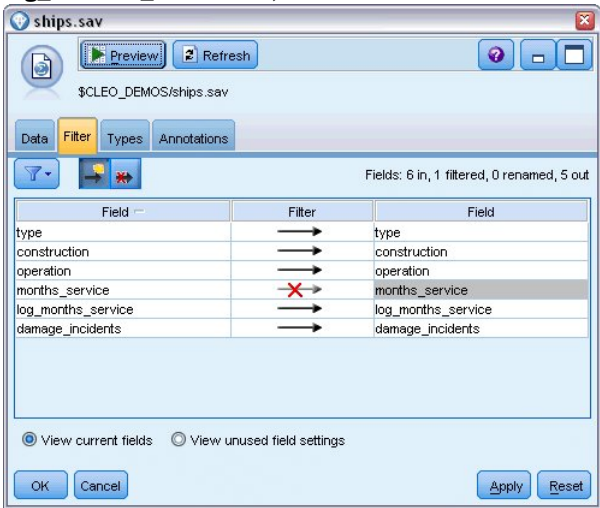 ships.sav
Preview Refresh
$CLEO_DEMOS/ships.sav
Data Filter Types Annotations
Fields: 6 in, 1 filtered, 0 renamed, 5 out
Field Filter Field
type type
construction construction
operation operation
months_service months_service
log_months_service log_months_service
damage_incidents damage_incidents
View current fields View unused field settings
OK Cancel Apply Reset